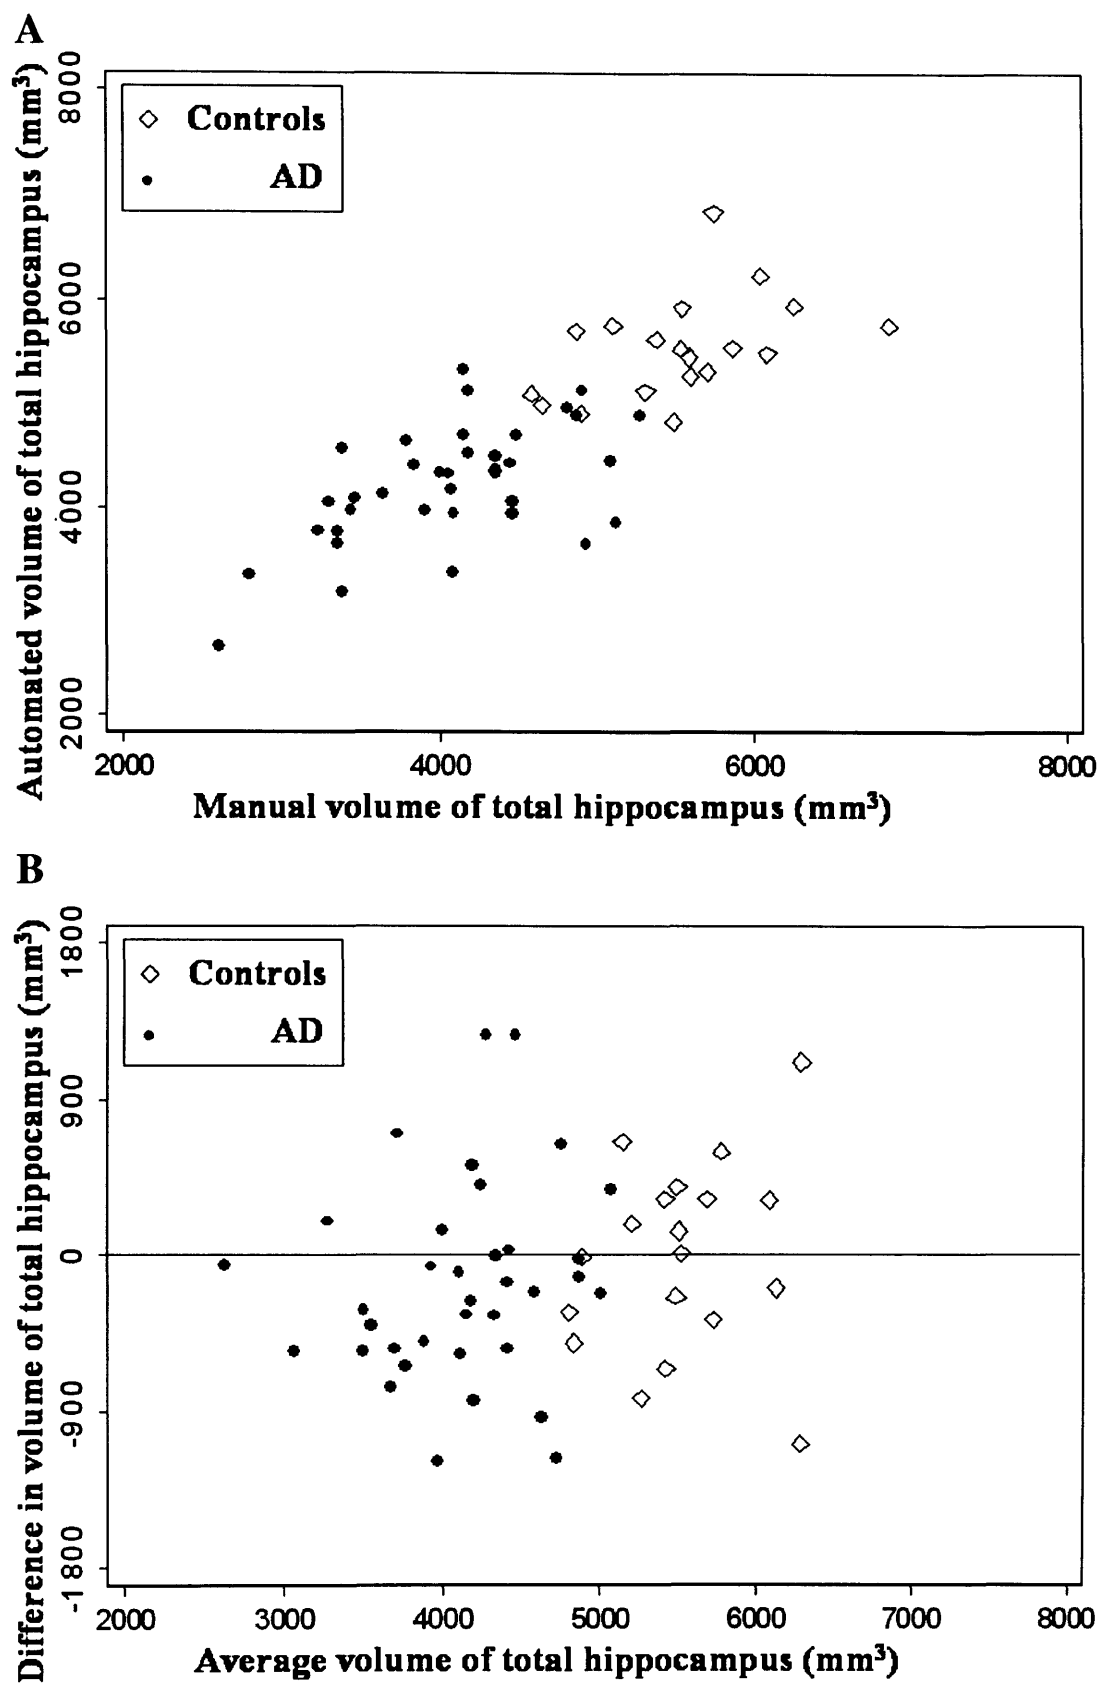 A
Automated volume of total hippocampus (mm³)
8000
6000
4000
2000
Controls
AD
2000 4000 6000 8000
Manual volume of total hippocampus (mm³)
B
Difference in volume of total hippocampus (mm³)
1800
900
0
-900
-1800
Controls
AD
2000 3000 4000 5000 6000 7000 8000
Average volume of total hippocampus (mm³)